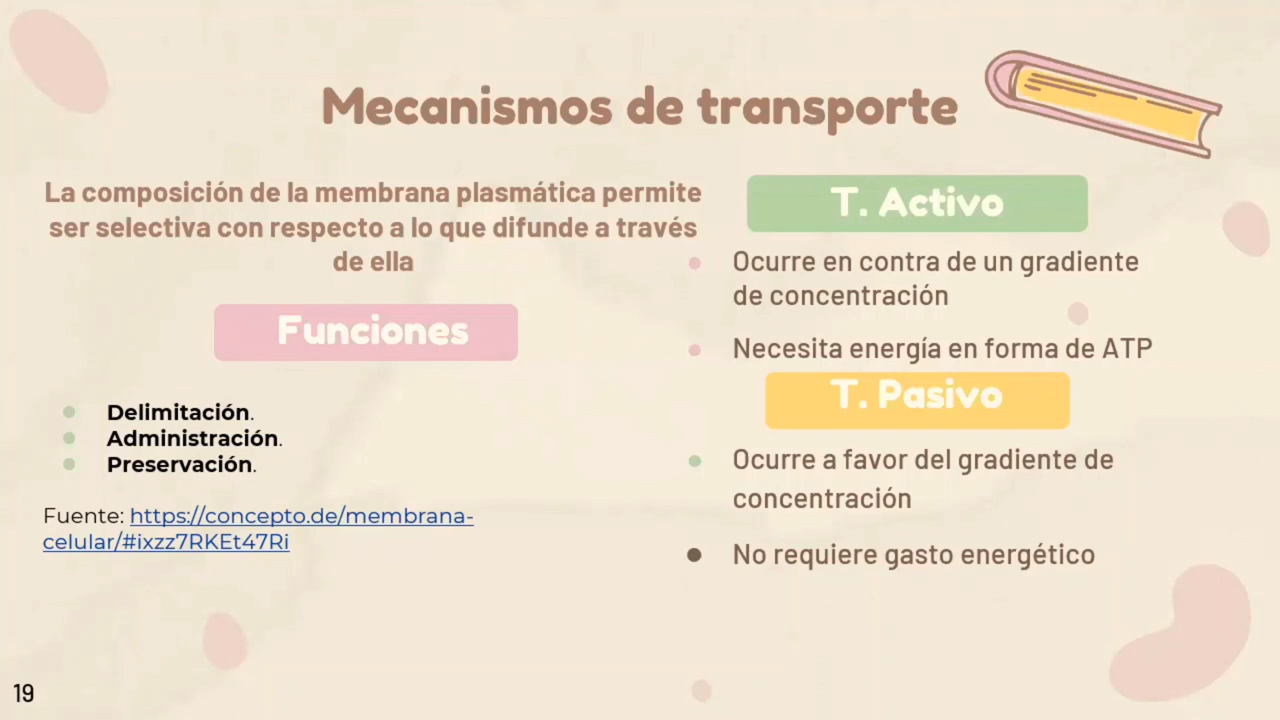 Mecanismos de transporte
La composición de la membrana plasmática permite
ser selectiva con respecto a lo que difunde a través
de ella
Funciones
Delimitación.
Administración.
Preservación.
Fuente: https://concepto.de/membrana-
celular/#ixzz7RKEt47Ri
T. Activo
Ocurre en contra de un gradiente
de concentración
Necesita energía en forma de ATP
T. Pasivo
Ocurre a favor del gradiente de
concentración
No requiere gasto energético
19